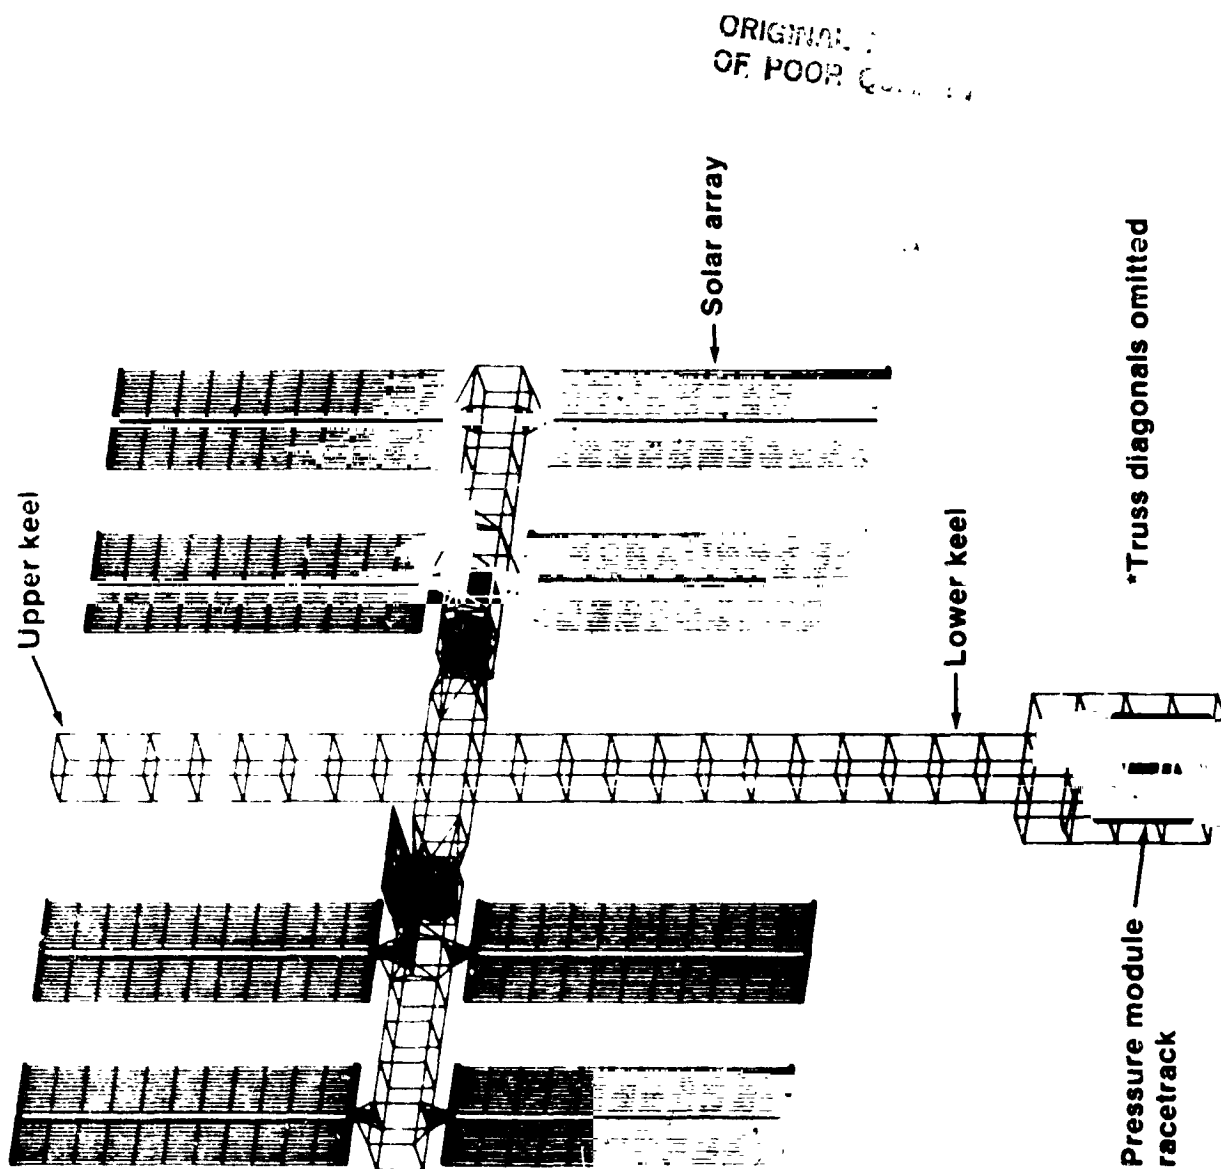 ORIGINAL
OF POOR
Upper keel
Solar array
Lower keel
*Truss diagonals omitted
Pressure module
racetrack